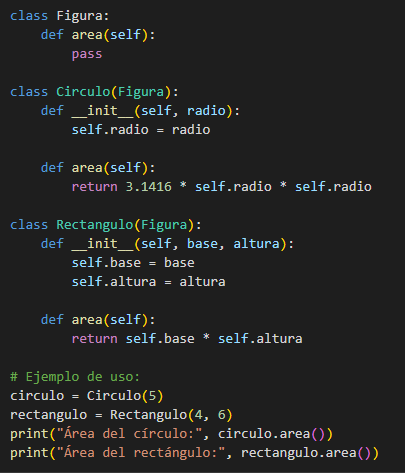 class Figura:
    def area(self):
        pass

class Circulo(Figura):
    def __init__(self, radio):
        self.radio = radio

    def area(self):
        return 3.1416 * self.radio * self.radio

class Rectangulo(Figura):
    def __init__(self, base, altura):
        self.base = base
        self.altura = altura

    def area(self):
        return self.base * self.altura

# Ejemplo de uso:
circulo = Circulo(5)
rectangulo = Rectangulo(4, 6)
print("Área del círculo:", circulo.area())
print("Área del rectángulo:", rectangulo.area())